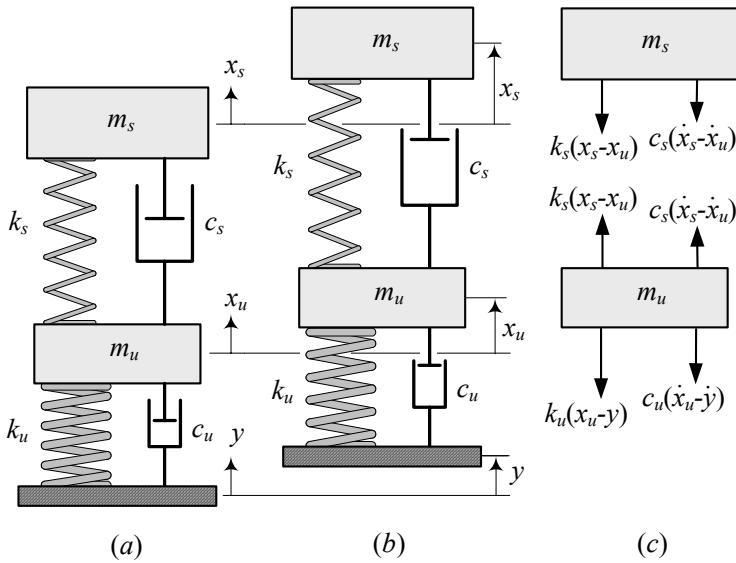 m_s
x_s
k_s
c_s
x_u
m_u
k_u
c_u
y
(a)
m_s
x_s
k_s
c_s
m_u
x_u
k_u
c_u
y
(b)
m_s
k_s(x_s-x_u)
c_s(ẋ_s-ẋ_u)
k_s(x_s-x_u)
c_s(ẋ_s-ẋ_u)
m_u
k_u(x_u-y)
c_u(ẋ_u-ẏ)
(c)